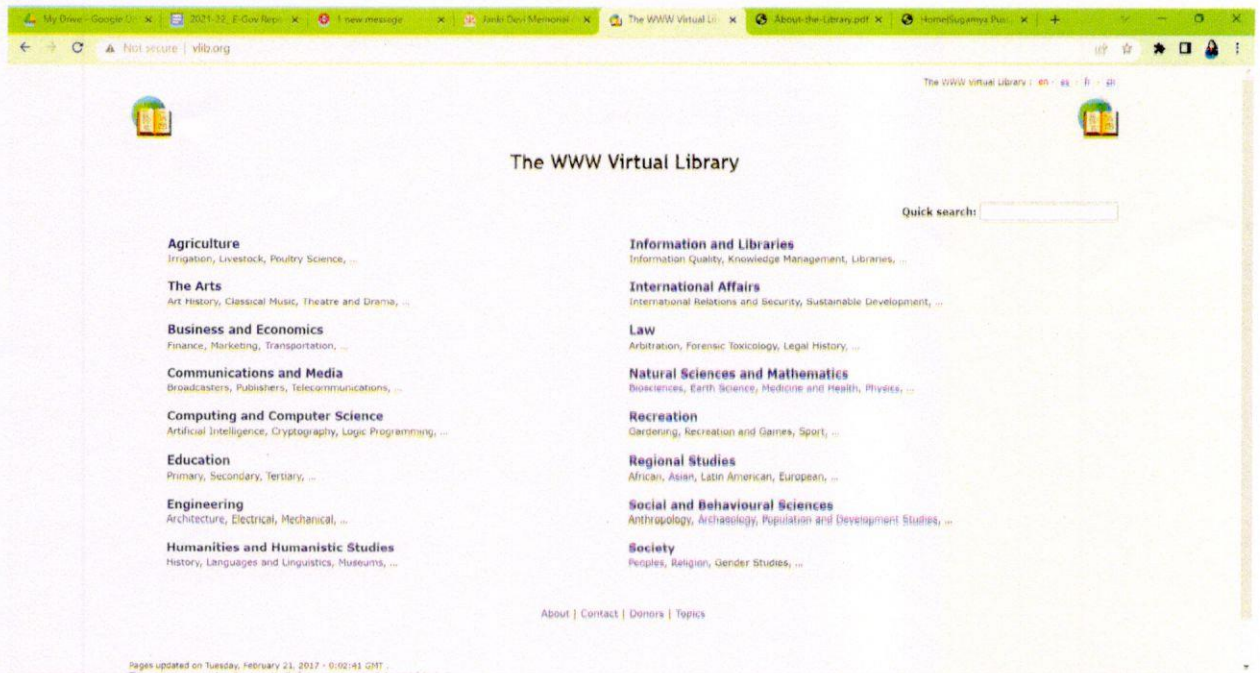 My Drive - Google Dr
2021-22_E-Gov Repo
1 new message
Janki Devi Memorial
The WWW Virtual Li
About-the-Library.pdf
Home|Sugamya Pus
Not secure | vlib.org
The WWW virtual Library : en - es - fr - zh
The WWW Virtual Library
Quick search:
Agriculture
Irrigation, Livestock, Poultry Science, ...
The Arts
Art History, Classical Music, Theatre and Drama, ...
Business and Economics
Finance, Marketing, Transportation, ...
Communications and Media
Broadcasters, Publishers, Telecommunications, ...
Computing and Computer Science
Artificial Intelligence, Cryptography, Logic Programming, ...
Education
Primary, Secondary, Tertiary, ...
Engineering
Architecture, Electrical, Mechanical, ...
Humanities and Humanistic Studies
History, Languages and Linguistics, Museums, ...
Information and Libraries
Information Quality, Knowledge Management, Libraries, ...
International Affairs
International Relations and Security, Sustainable Development, ...
Law
Arbitration, Forensic Toxicology, Legal History, ...
Natural Sciences and Mathematics
Biosciences, Earth Science, Medicine and Health, Physics, ...
Recreation
Gardening, Recreation and Games, Sport, ...
Regional Studies
African, Asian, Latin American, European, ...
Social and Behavioural Sciences
Anthropology, Archaeology, Population and Development Studies, ...
Society
Peoples, Religion, Gender Studies, ...
About | Contact | Donors | Topics
Pages updated on Tuesday, February 21, 2017 - 0:02:41 GMT .